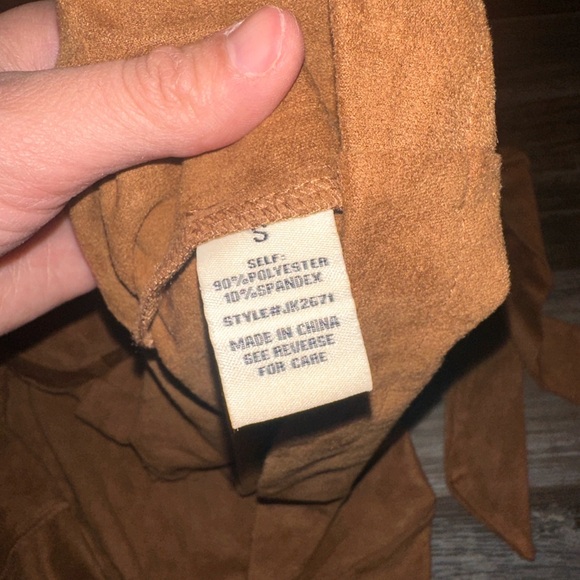 S
SELF:
90%POLYESTER
10%SPANDEX
STYLE#JK2671
MADE IN CHINA
SEE REVERSE
FOR CARE